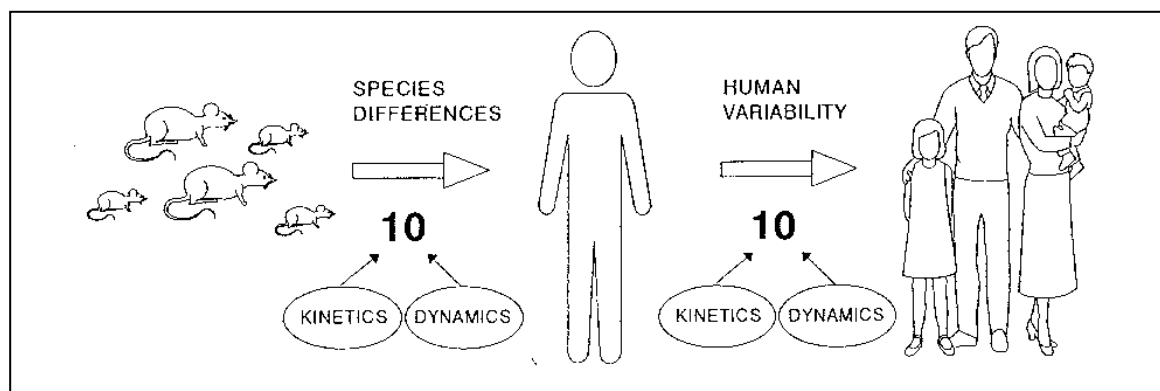 SPECIES
DIFFERENCES
10
KINETICS
DYNAMICS
HUMAN
VARIABILITY
10
KINETICS
DYNAMICS